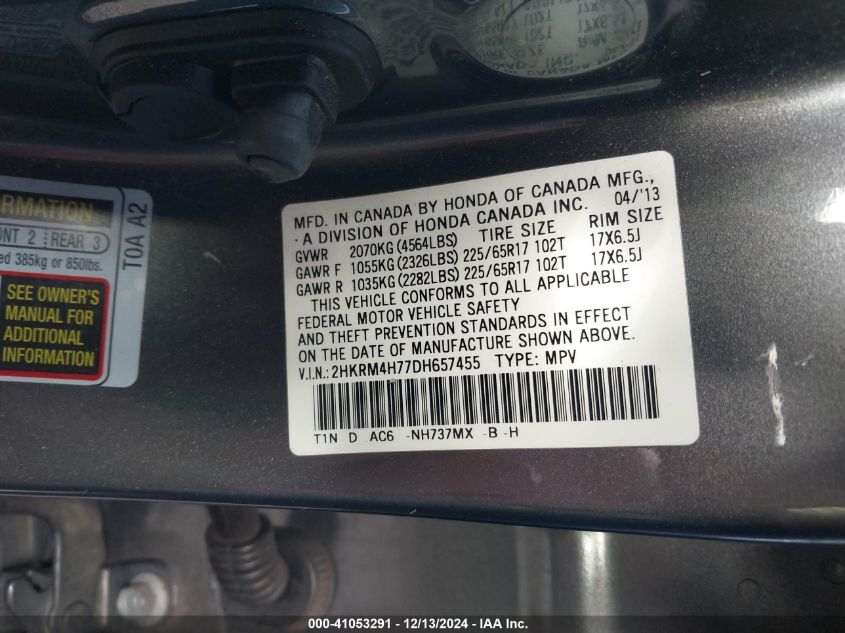 RMATION
ONT 2 REAR 3
ed 385kg or 850lbs.
SEE OWNER'S
MANUAL FOR
ADDITIONAL
INFORMATION
T0A A2
MFD. IN CANADA BY HONDA OF CANADA MFG.,
· A DIVISION OF HONDA CANADA INC. 04/'13
GVWR 2070KG (4564LBS) TIRE SIZE RIM SIZE
GAWR F 1055KG (2326LBS) 225/65R17 102T 17X6.5J
GAWR R 1035KG (2282LBS) 225/65R17 102T 17X6.5J
THIS VEHICLE CONFORMS TO ALL APPLICABLE
FEDERAL MOTOR VEHICLE SAFETY
AND THEFT PREVENTION STANDARDS IN EFFECT
ON THE DATE OF MANUFACTURE SHOWN ABOVE.
V.I.N.: 2HKRM4H77DH657455 TYPE: MPV
T1N D AC6 -NH737MX -B -H
000-41053291 - 12/13/2024 - IAA Inc.